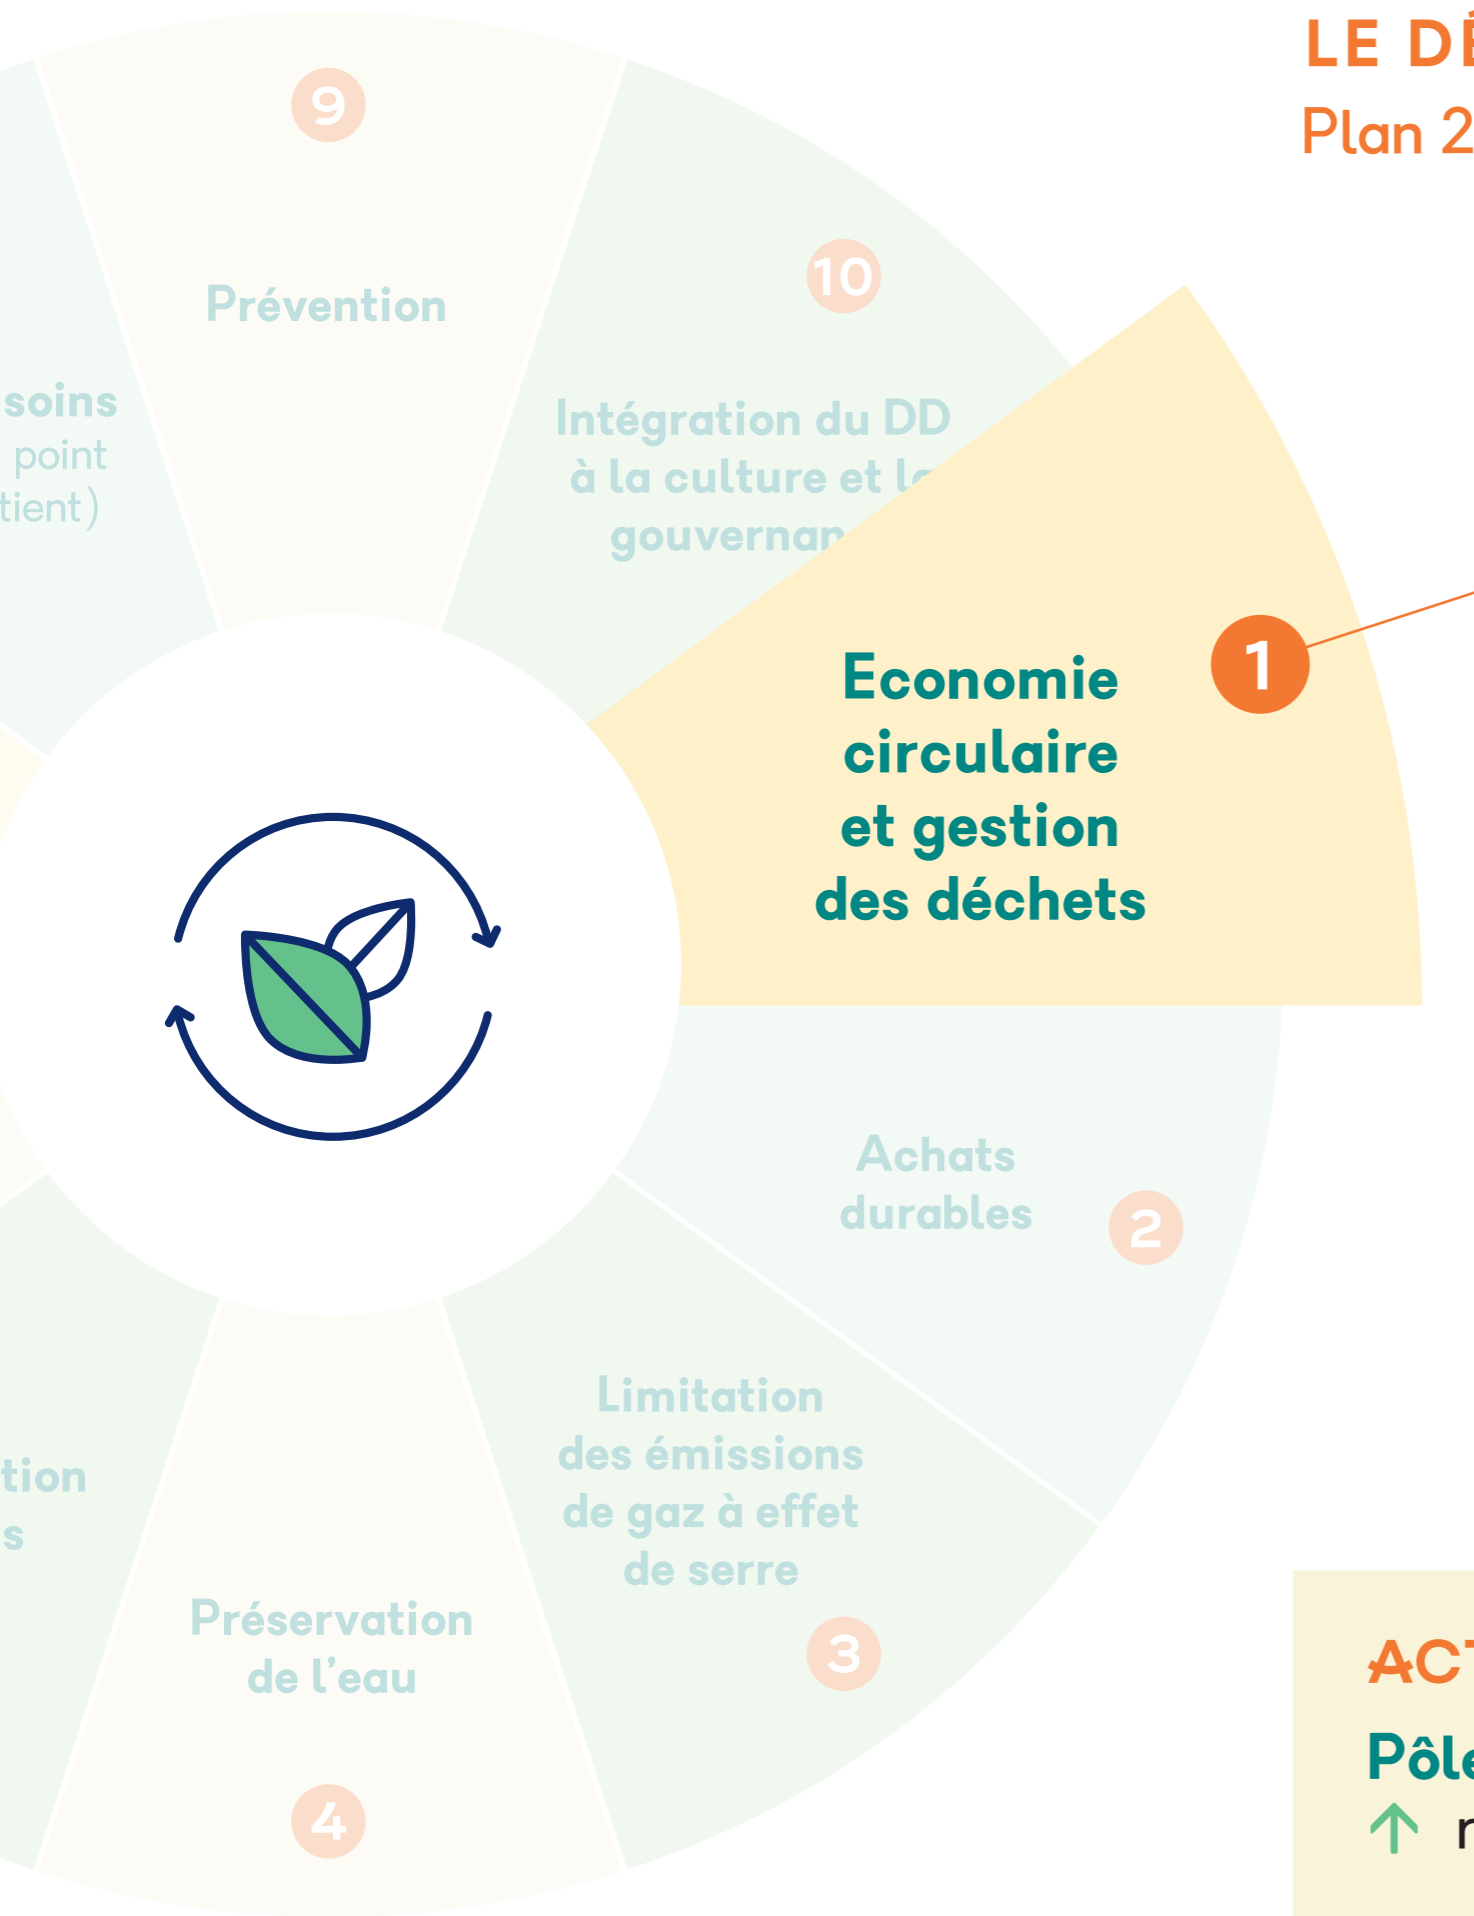 LE DÉ
Plan 2
9
Prévention
10
Intégration du DD
à la culture et la
gouvernan
soins
point
tient)
1
Economie
circulaire
et gestion
des déchets
Achats
durables
2
Limitation
des émissions
de gaz à effet
de serre
3
tion
s
Préservation
de l’eau
4
ACT
Pôle